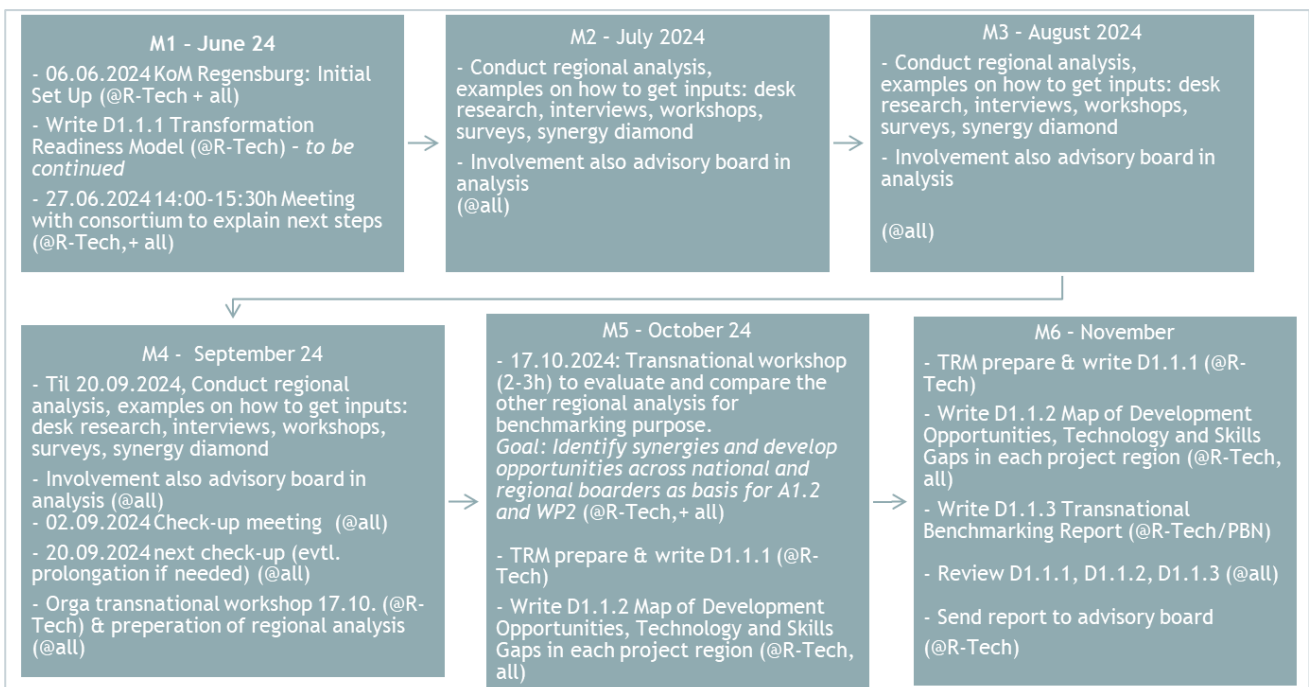 M1 - June 24
- 06.06.2024 KoM Regensburg: Initial
Set Up (@R-Tech + all)
- Write D1.1.1 Transformation
Readiness Model (@R-Tech) - to be
continued
- 27.06.2024 14:00-15:30h Meeting
with consortium to explain next steps
(@R-Tech,+ all)
M2 - July 2024
- Conduct regional analysis,
examples on how to get inputs: desk
research, interviews, workshops,
surveys, synergy diamond
- Involvement also advisory board in
analysis
(@all)
M3 - August 2024
- Conduct regional analysis,
examples on how to get inputs: desk
research, interviews, workshops,
surveys, synergy diamond
- Involvement also advisory board in
analysis
(@all)
M4 - September 24
- Til 20.09.2024, Conduct regional
analysis, examples on how to get inputs:
desk research, interviews, workshops,
surveys, synergy diamond
- Involvement also advisory board in
analysis (@all)
- 02.09.2024 Check-up meeting (@all)
- 20.09.2024 next check-up (evtl.
prolongation if needed) (@all)
- Orga transnational workshop 17.10. (@R-
Tech) & preperation of regional analysis
(@all)
M5 - October 24
- 17.10.2024: Transnational workshop
(2-3h) to evaluate and compare the
other regional analysis for
benchmarking purpose.
Goal: Identify synergies and develop
opportunities across national and
regional boarders as basis for A1.2
and WP2 (@R-Tech,+ all)
- TRM prepare & write D1.1.1 (@R-
Tech)
- Write D1.1.2 Map of Development
Opportunities, Technology and Skills
Gaps in each project region (@R-Tech,
all)
M6 - November
- TRM prepare & write D1.1.1 (@R-
Tech)
- Write D1.1.2 Map of Development
Opportunities, Technology and Skills
Gaps in each project region (@R-Tech,
all)
- Write D1.1.3 Transnational
Benchmarking Report (@R-Tech/PBN)
- Review D1.1.1, D1.1.2, D1.1.3 (@all)
- Send report to advisory board
(@R-Tech)